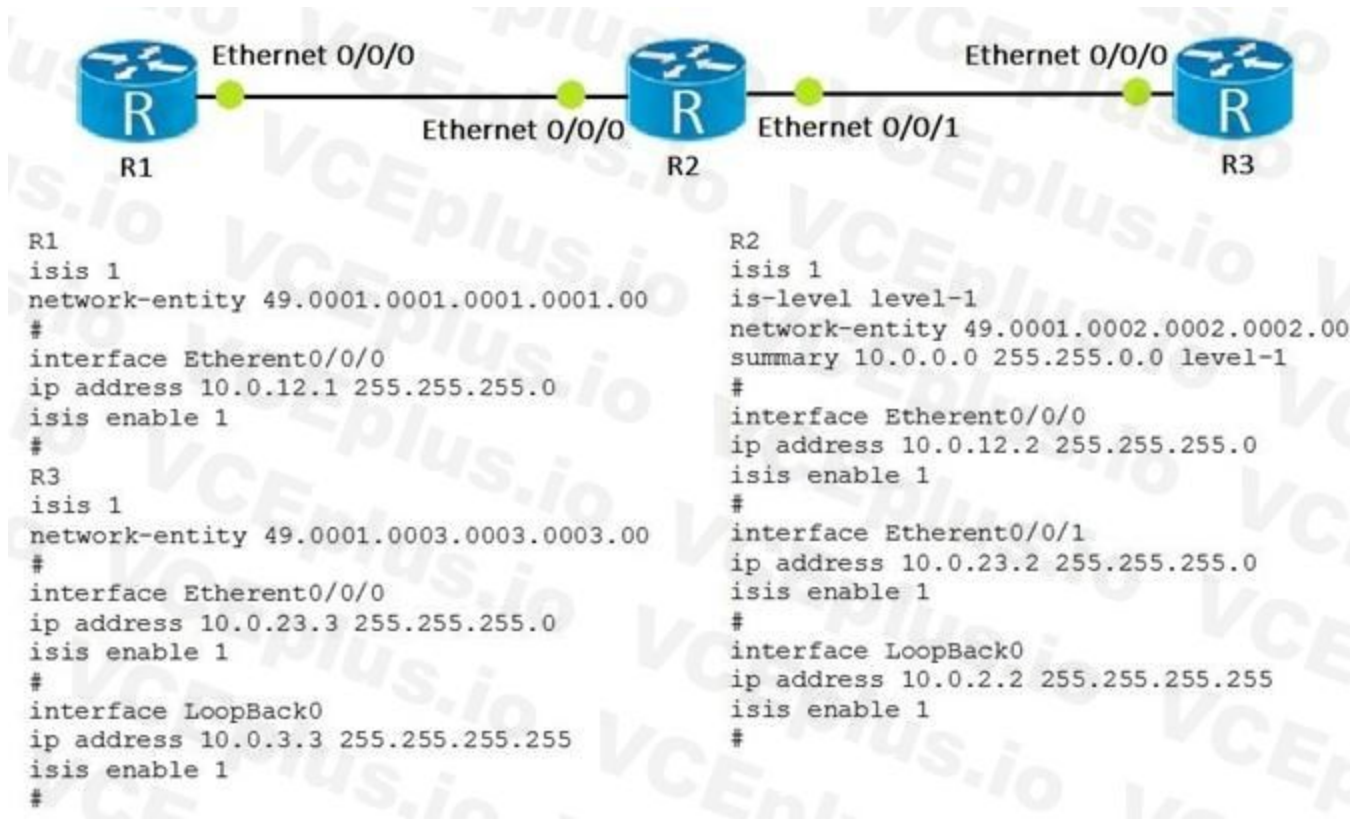 Ethernet 0/0/0
Ethernet 0/0/0
R
R
R
Ethernet 0/0/0
Ethernet 0/0/1
R1
R2
R3
R1
isis 1
network-entity 49.0001.0001.0001.0001.00
#
interface Etherent0/0/0
ip address 10.0.12.1 255.255.255.0
isis enable 1
#
R3
isis 1
network-entity 49.0001.0003.0003.0003.00
#
interface Etherent0/0/0
ip address 10.0.23.3 255.255.255.0
isis enable 1
#
interface LoopBack0
ip address 10.0.3.3 255.255.255.255
isis enable 1
#
R2
isis 1
is-level level-1
network-entity 49.0001.0002.0002.0002.00
summary 10.0.0.0 255.255.0.0 level-1
#
interface Etherent0/0/0
ip address 10.0.12.2 255.255.255.0
isis enable 1
#
interface Etherent0/0/1
ip address 10.0.23.2 255.255.255.0
isis enable 1
#
interface LoopBack0
ip address 10.0.2.2 255.255.255.255
isis enable 1
#
VCEplus.io